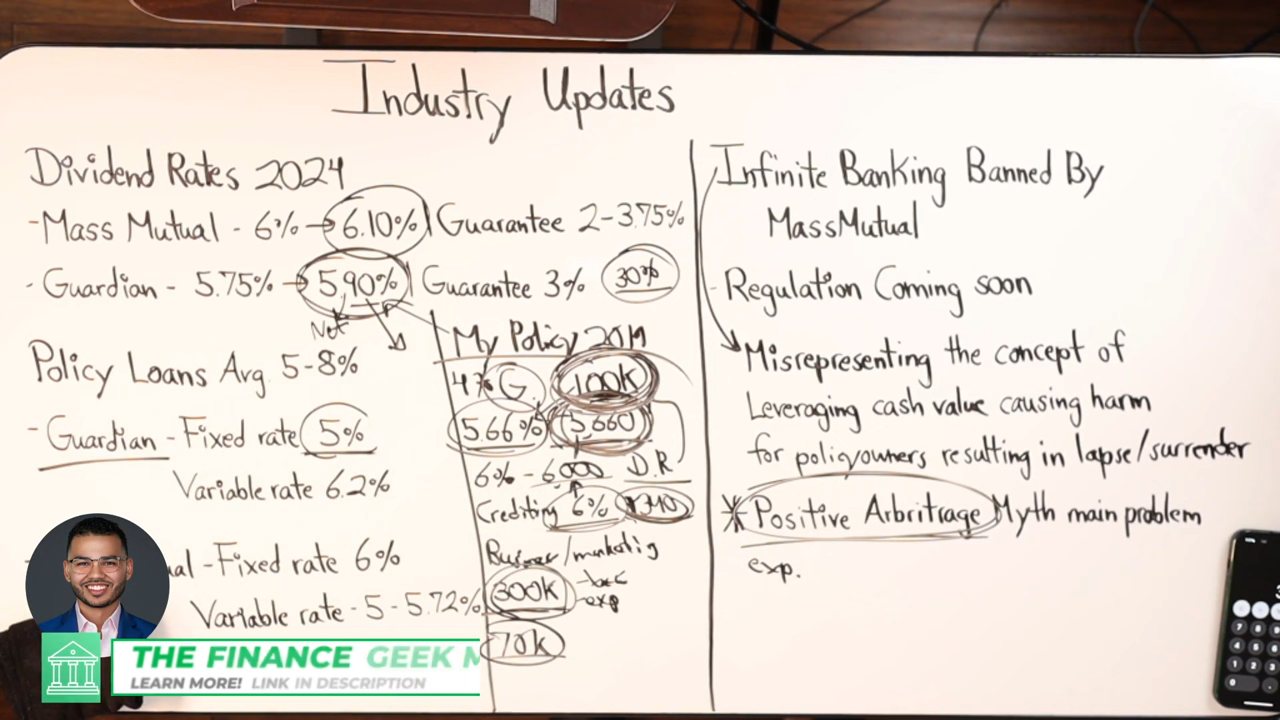 Industry Updates
Dividend Rates 2024
-Mass Mutual - 6% → 6.10% Guarantee 2-3.75%
- Guardian - 5.75% → 5.90% Guarantee 3% 30%
Net
Policy Loans Avg. 5-8%
- Guardian - Fixed rate 5%
Variable rate 6.2%
ual - Fixed rate 6%
Variable rate - 5 - 5.72%
My Policy 2019
4% G. 100K
5.66% 5,660
6% - 6000 D.R
Crediting 6% $340
Business/marketing
300K - exp
70K
Infinite Banking Banned By
MassMutual
- Regulation Coming soon
Misrepresenting the concept of
Leveraging cash value causing harm
for policyowners resulting in lapse/surrender
* Positive Arbritrage Myth main problem
exp.
THE FINANCE GEEK M
LEARN MORE! LINK IN DESCRIPTION